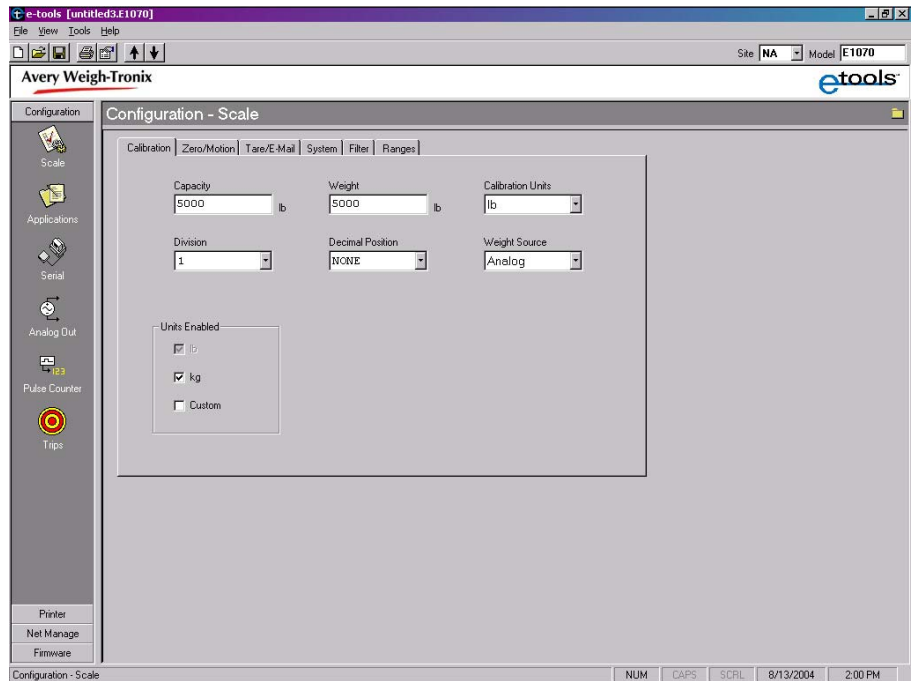 e-tools [untitled3.E1070]
File View Tools Help
Site NA Model E1070
Avery Weigh-Tronix
etools
Configuration
Configuration - Scale
Scale
Applications
Serial
Analog Out
123
Pulse Counter
Trips
Calibration Zero/Motion Tare/E-Mail System Filter Ranges
Capacity Weight Calibration Units
5000 lb 5000 lb lb
Division Decimal Position Weight Source
1 NONE Analog
Units Enabled
lb
kg
Custom
Printer
Net Manage
Firmware
Configuration - Scale NUM CAPS SCRL 8/13/2004 2:00 PM